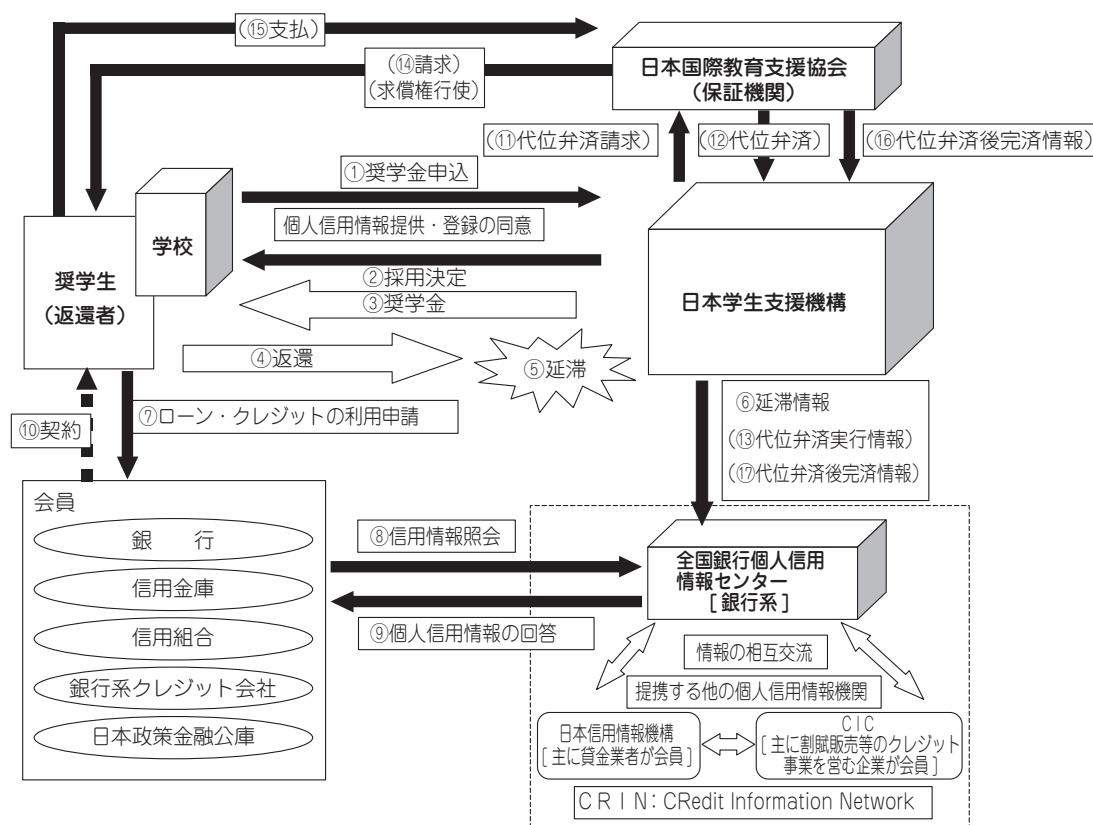 (⑮支払)
(⑭請求)
(求償権行使)
日本国際教育支援協会
(保証機関)
(⑪代位弁済請求)
(⑫代位弁済)
(⑯代位弁済後完済情報)
①奨学金申込
個人信用情報提供・登録の同意
学校
奨学生
(返還者)
②採用決定
③奨学金
日本学生支援機構
④返還
⑤延滞
⑥延滞情報
(⑬代位弁済実行情報)
(⑰代位弁済後完済情報)
⑦ローン・クレジットの利用申請
⑩契約
会員
銀 行
信用金庫
信用組合
銀行系クレジット会社
日本政策金融公庫
⑧信用情報照会
⑨個人信用情報の回答
全国銀行個人信用
情報センター
[銀行系]
情報の相互交流
提携する他の個人信用情報機関
日本信用情報機構
[主に貸金業者が会員]
CIC
[主に割賦販売等のクレジット
事業を営む企業が会員]
CRIN:CRedit Information Network